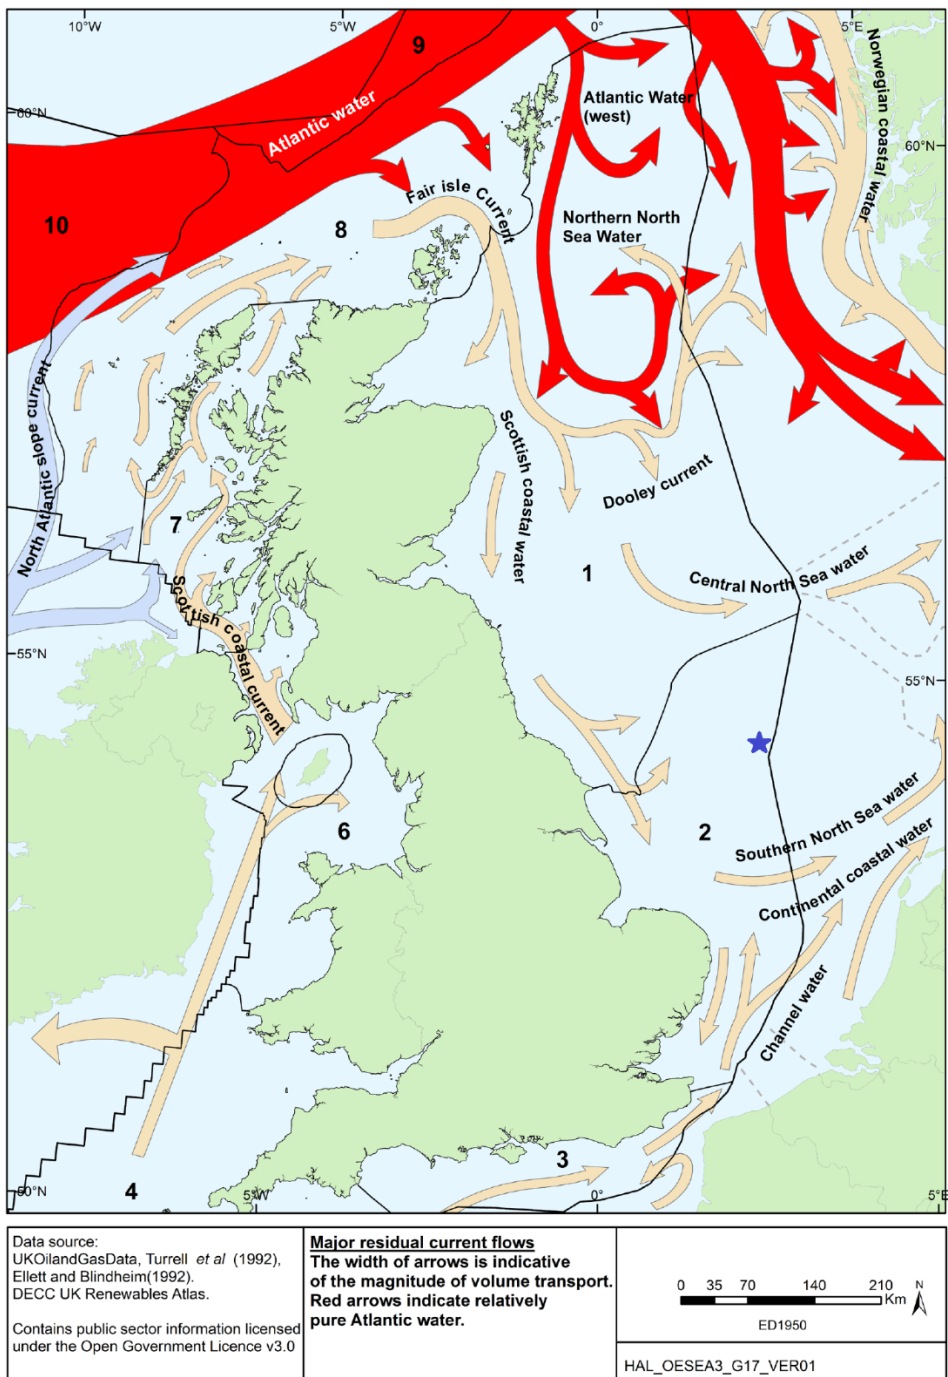 10°W
5°W
0°
5°E
9
Atlantic water
Norwegian coastal water
60°N
Atlantic Water
(west)
60°N
10
8
Fair isle Current
Northern North
Sea Water
North Atlantic slope current
Scottish coastal water
Dooley current
7
1
Central North Sea water
Scottish coastal current
55°N
55°N
6
2
Southern North Sea water
Continental coastal water
Channel water
3
4
50°N
5°W
0°
5°E
Data source:
UKOilandGasData, Turrell et al (1992),
Ellett and Blindheim(1992).
DECC UK Renewables Atlas.
Contains public sector information licensed
under the Open Government Licence v3.0
Major residual current flows
The width of arrows is indicative
of the magnitude of volume transport.
Red arrows indicate relatively
pure Atlantic water.
0 35 70 140 210
Km
N
ED1950
HAL_OESEA3_G17_VER01